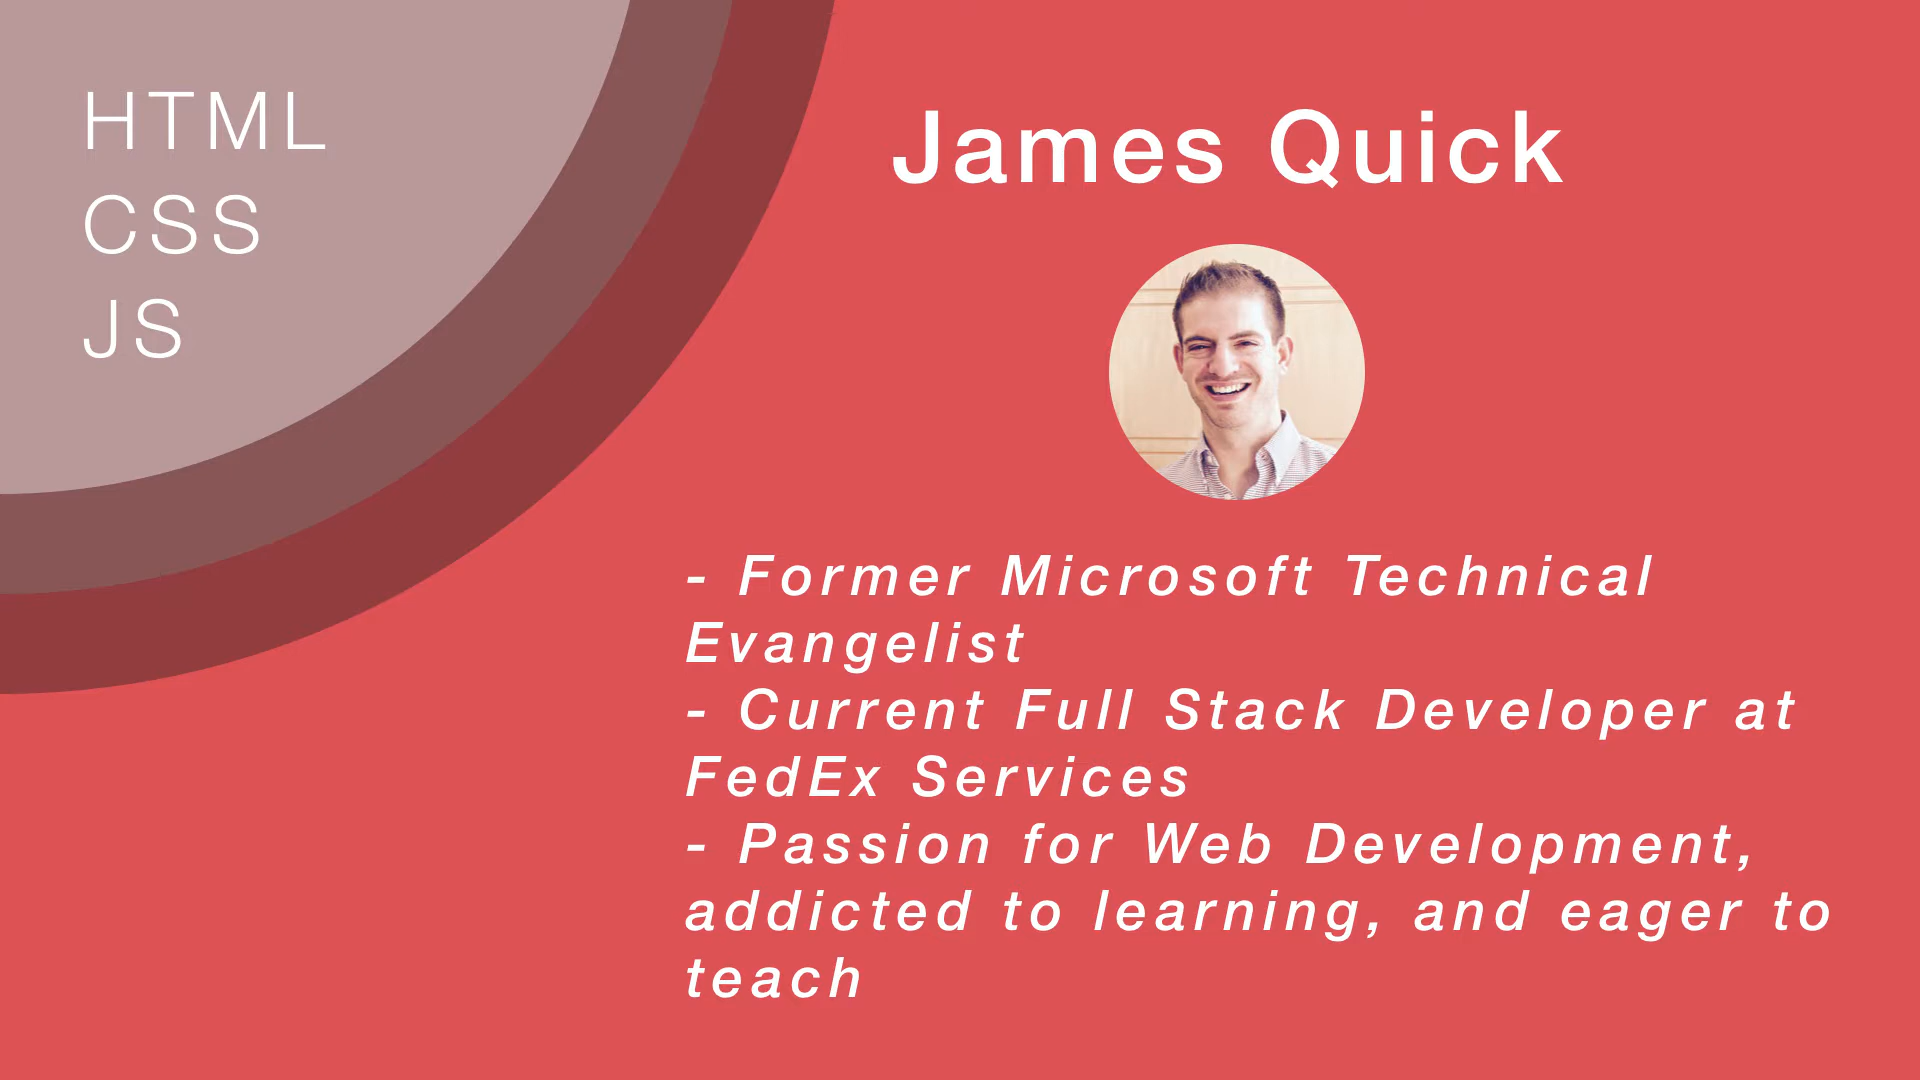 HTML
CSS
JS
James Quick
- Former Microsoft Technical
Evangelist
- Current Full Stack Developer at
FedEx Services
- Passion for Web Development,
addicted to learning, and eager to
teach